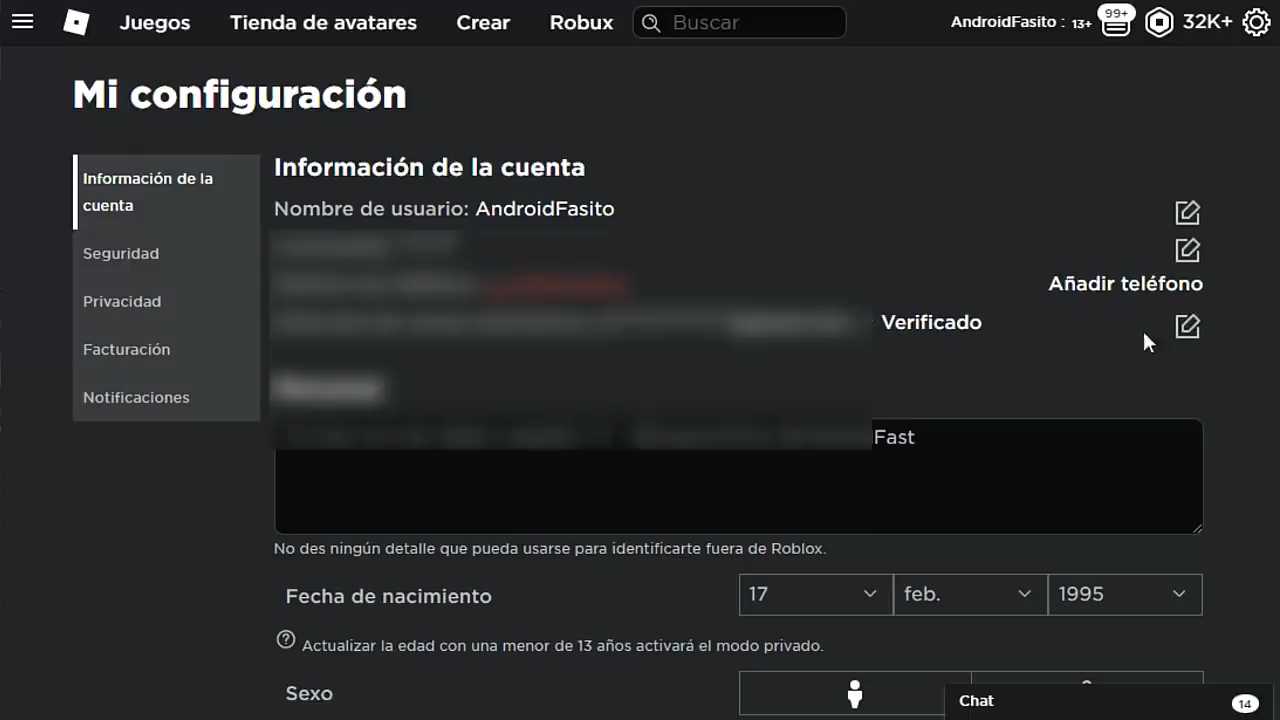 Juegos Tienda de avatares Crear Robux Buscar AndroidFasito : 13+ 99+ 32K+
Mi configuración
Información de la cuenta
Seguridad
Privacidad
Facturación
Notificaciones
Información de la cuenta
Nombre de usuario: AndroidFasito
Añadir teléfono
Verificado
Fast
No des ningún detalle que pueda usarse para identificarte fuera de Roblox.
Fecha de nacimiento 17 feb. 1995
Actualizar la edad con una menor de 13 años activará el modo privado.
Sexo
Chat 14